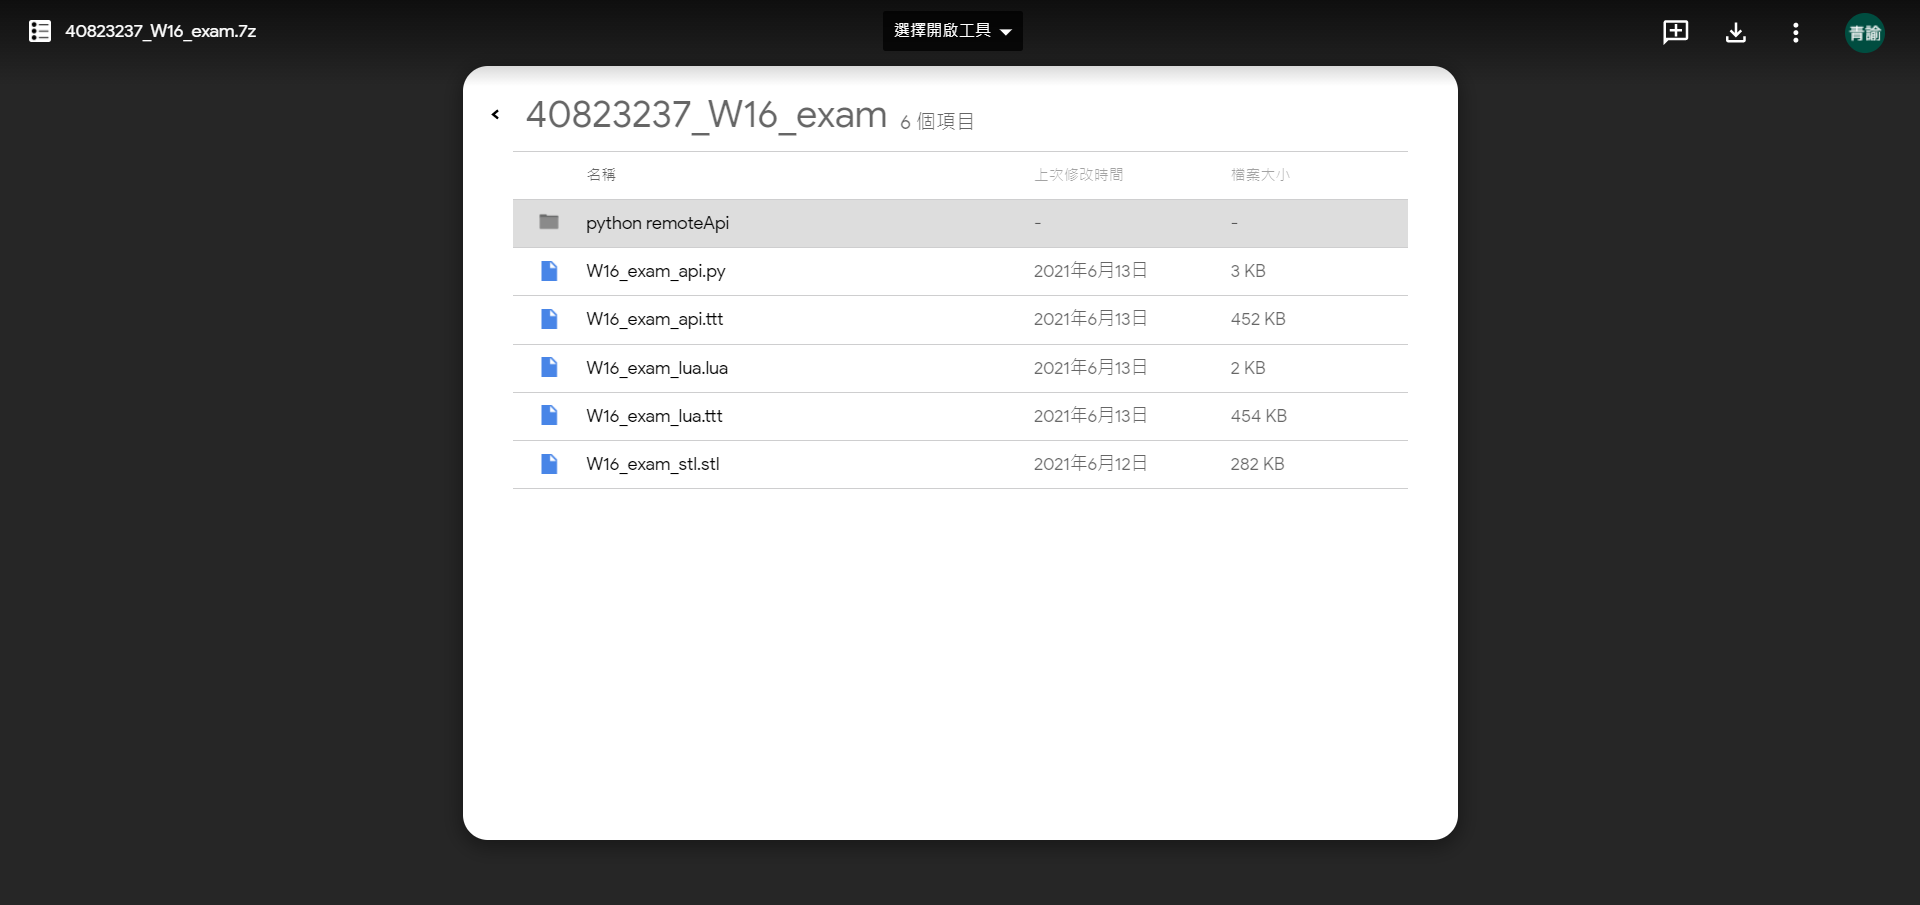 40823237_W16_exam.7z
選擇開啟工具
青諭
40823237_W16_exam 6 個項目
名稱 上次修改時間 檔案大小
python remoteApi - -
W16_exam_api.py 2021年6月13日 3 KB
W16_exam_api.ttt 2021年6月13日 452 KB
W16_exam_lua.lua 2021年6月13日 2 KB
W16_exam_lua.ttt 2021年6月13日 454 KB
W16_exam_stl.stl 2021年6月12日 282 KB